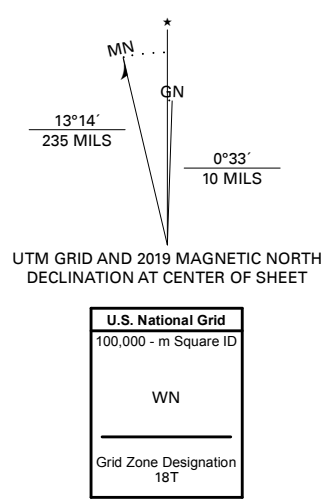 ★
MN
GN
13°14´
235 MILS
0°33´
10 MILS
UTM GRID AND 2019 MAGNETIC NORTH
DECLINATION AT CENTER OF SHEET
U.S. National Grid
100,000 - m Square ID
WN
Grid Zone Designation
18T